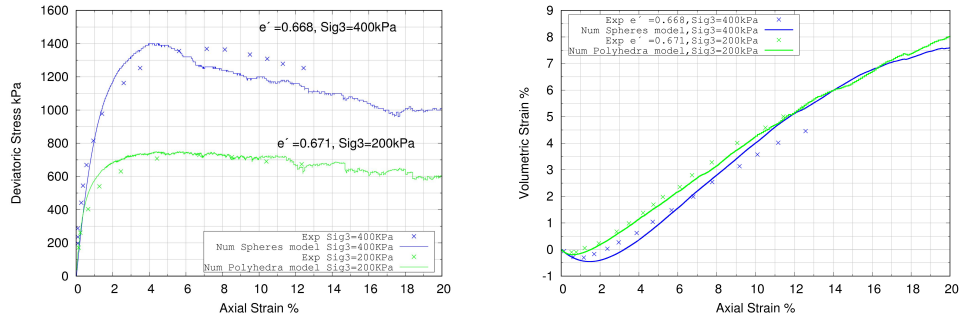 1600
1400
1200
1000
800
600
400
200
0
Deviatoric Stress kPa
e´ =0.668, Sig3=400kPa
e´ =0.671, Sig3=200kPa
Exp Sig3=400KPa
Num Spheres model Sig3=400KPa
Exp Sig3=200KPa
Num Polyhedra model Sig3=200KPa
0 2 4 6 8 10 12 14 16 18 20
Axial Strain %
9
8
7
6
5
4
3
2
1
0
-1
Volumetric Strain %
Exp e´ =0.668,Sig3=400kPa
Num Spheres model,Sig3=400kPa
Exp e´ =0.671,Sig3=200kPa
Num Polyhedra model,Sig3=200kPa
0 2 4 6 8 10 12 14 16 18 20
Axial Strain %